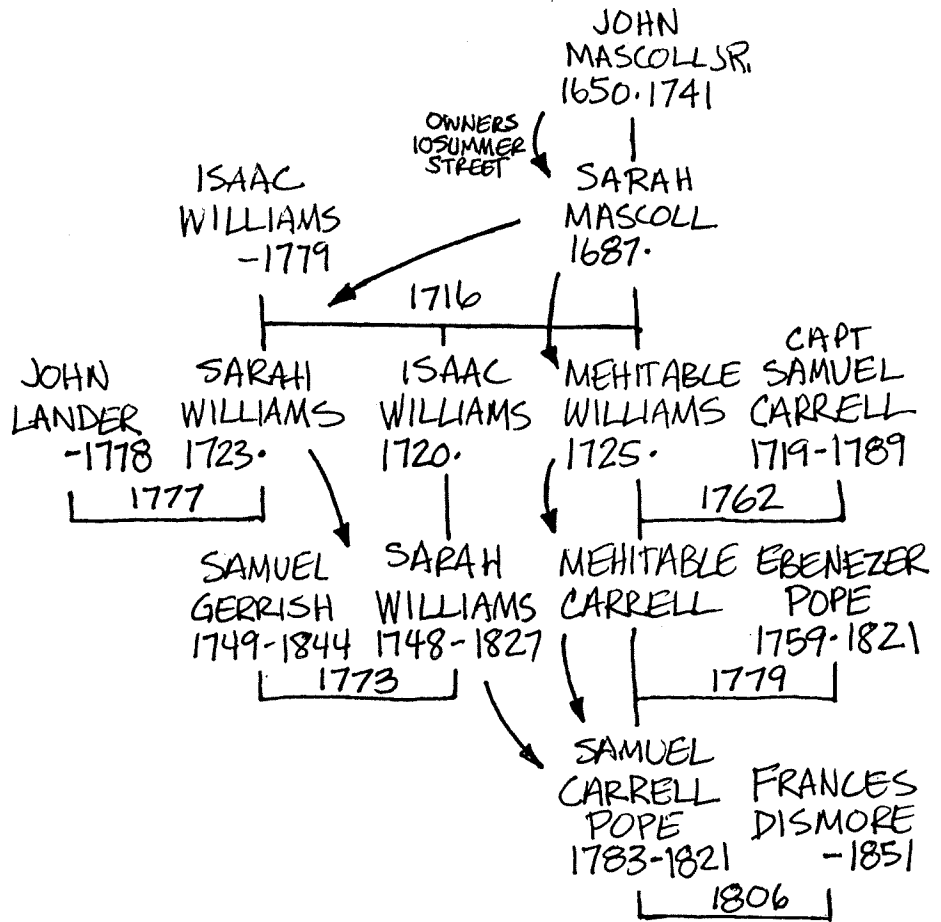 JOHN
MASCOLL JR.
1650·1741
OWNERS
10 SUMMER
STREET
ISAAC
WILLIAMS
-1779
SARAH
MASCOLL
1687·
1716
JOHN
LANDER
-1778
SARAH
WILLIAMS
1723·
ISAAC
WILLIAMS
1720·
MEHITABLE
WILLIAMS
1725·
CAPT
SAMUEL
CARRELL
1719-1789
1777
1762
SAMUEL
GERRISH
1749-1844
SARAH
WILLIAMS
1748-1827
MEHITABLE
CARRELL
EBENEZER
POPE
1759·1821
1773
1779
SAMUEL
CARRELL
POPE
1783-1821
FRANCES
DISMORE
-1851
1806